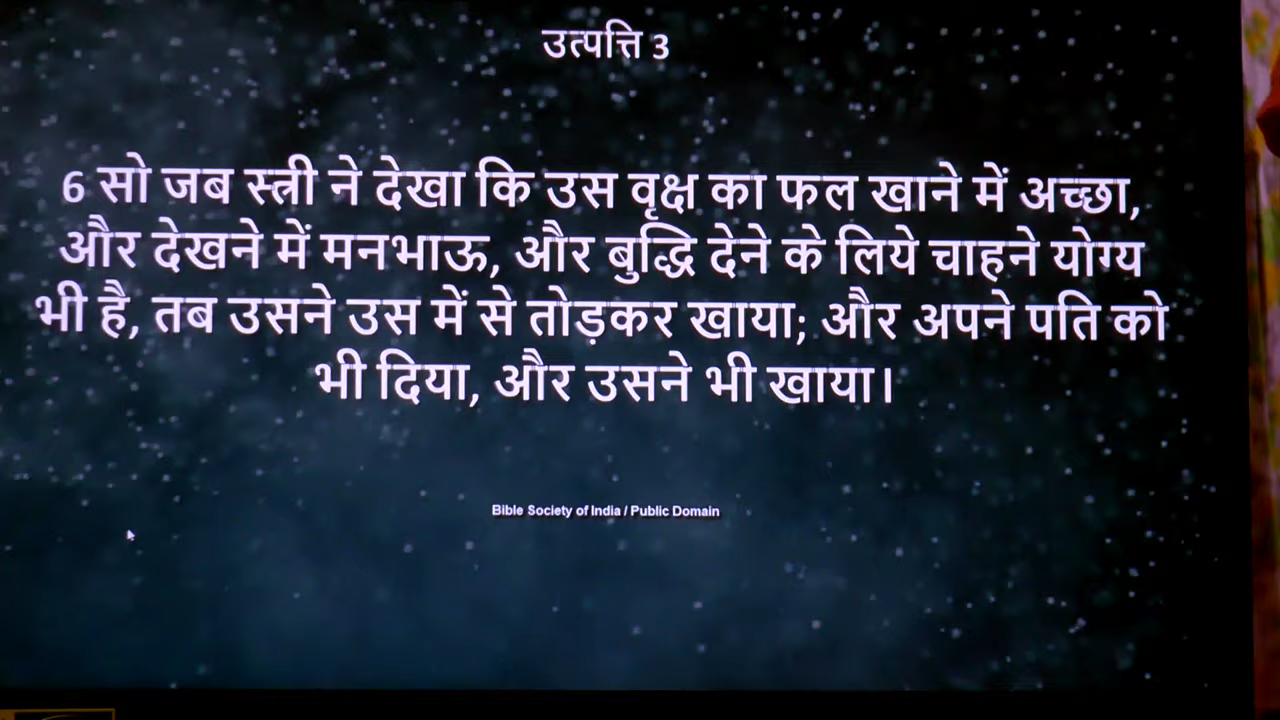 उत्पत्ति 3
6 सो जब स्त्री ने देखा कि उस वृक्ष का फल खाने में अच्छा,
और देखने में मनभाऊ, और बुद्धि देने के लिये चाहने योग्य
भी है, तब उसने उस में से तोड़कर खाया; और अपने पति को
भी दिया, और उसने भी खाया।
Bible Society of India / Public Domain